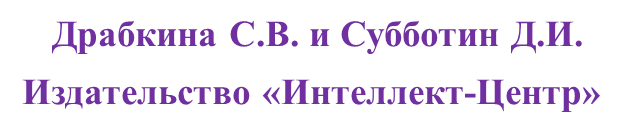 Драбкина С.В. и Субботин Д.И.
Издательство «Интеллект-Центр»